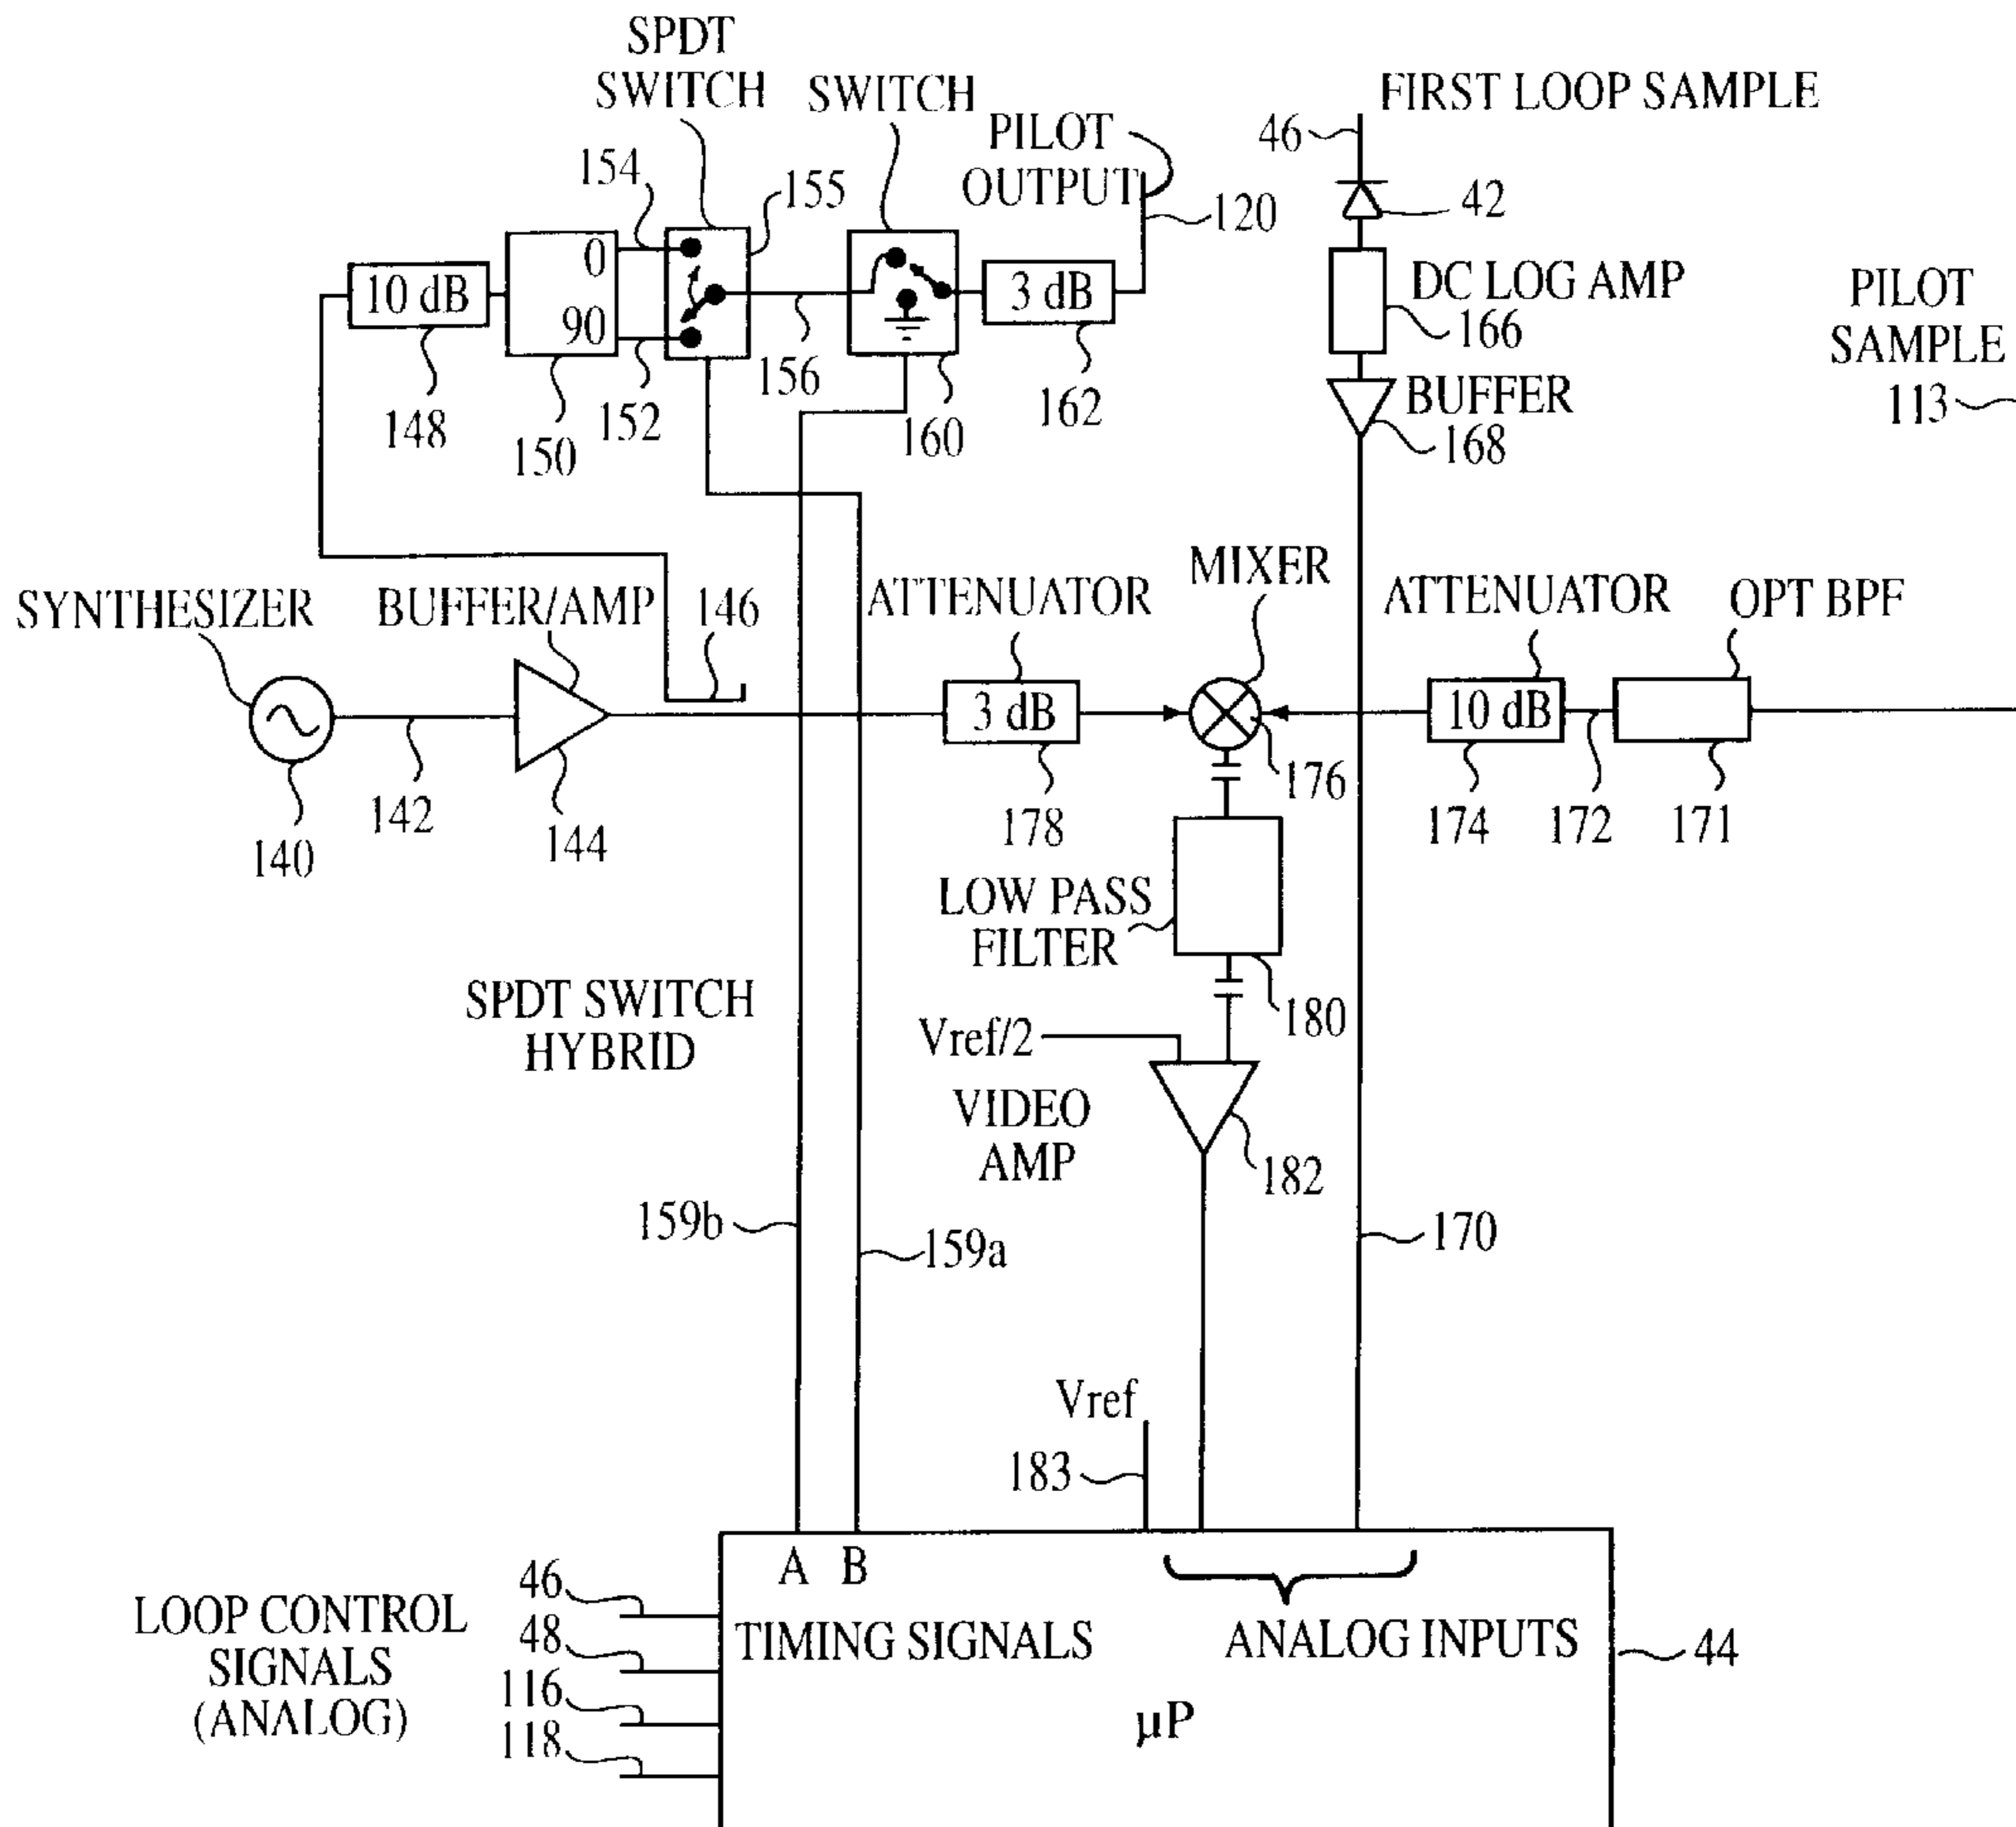 SPDT
SWITCH
SWITCH
PILOT
OUTPUT
FIRST LOOP SAMPLE
46
154
155
120
42
0
10 dB
90
3 dB
DC LOG AMP
166
PILOT
SAMPLE
113
148
150
152
156
160
162
BUFFER
168
SYNTHESIZER
BUFFER/AMP
146
ATTENUATOR
MIXER
ATTENUATOR
OPT BPF
3 dB
10 dB
140
142
144
178
176
174
172
171
LOW PASS
FILTER
180
SPDT SWITCH
HYBRID
Vref/2
VIDEO
AMP
182
159b
159a
170
Vref
183
A B
TIMING SIGNALS
ANALOG INPUTS
44
LOOP CONTROL
SIGNALS
(ANALOG)
46
48
116
118
µP